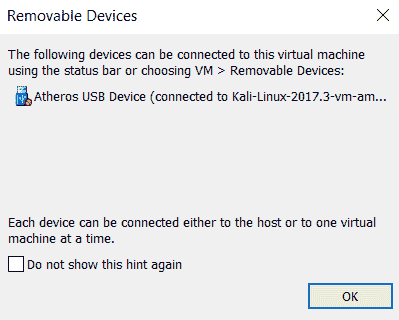 Removable Devices
The following devices can be connected to this virtual machine
using the status bar or choosing VM > Removable Devices:
Atheros USB Device (connected to Kali-Linux-2017.3-vm-am...
Each device can be connected either to the host or to one virtual
machine at a time.
Do not show this hint again
OK